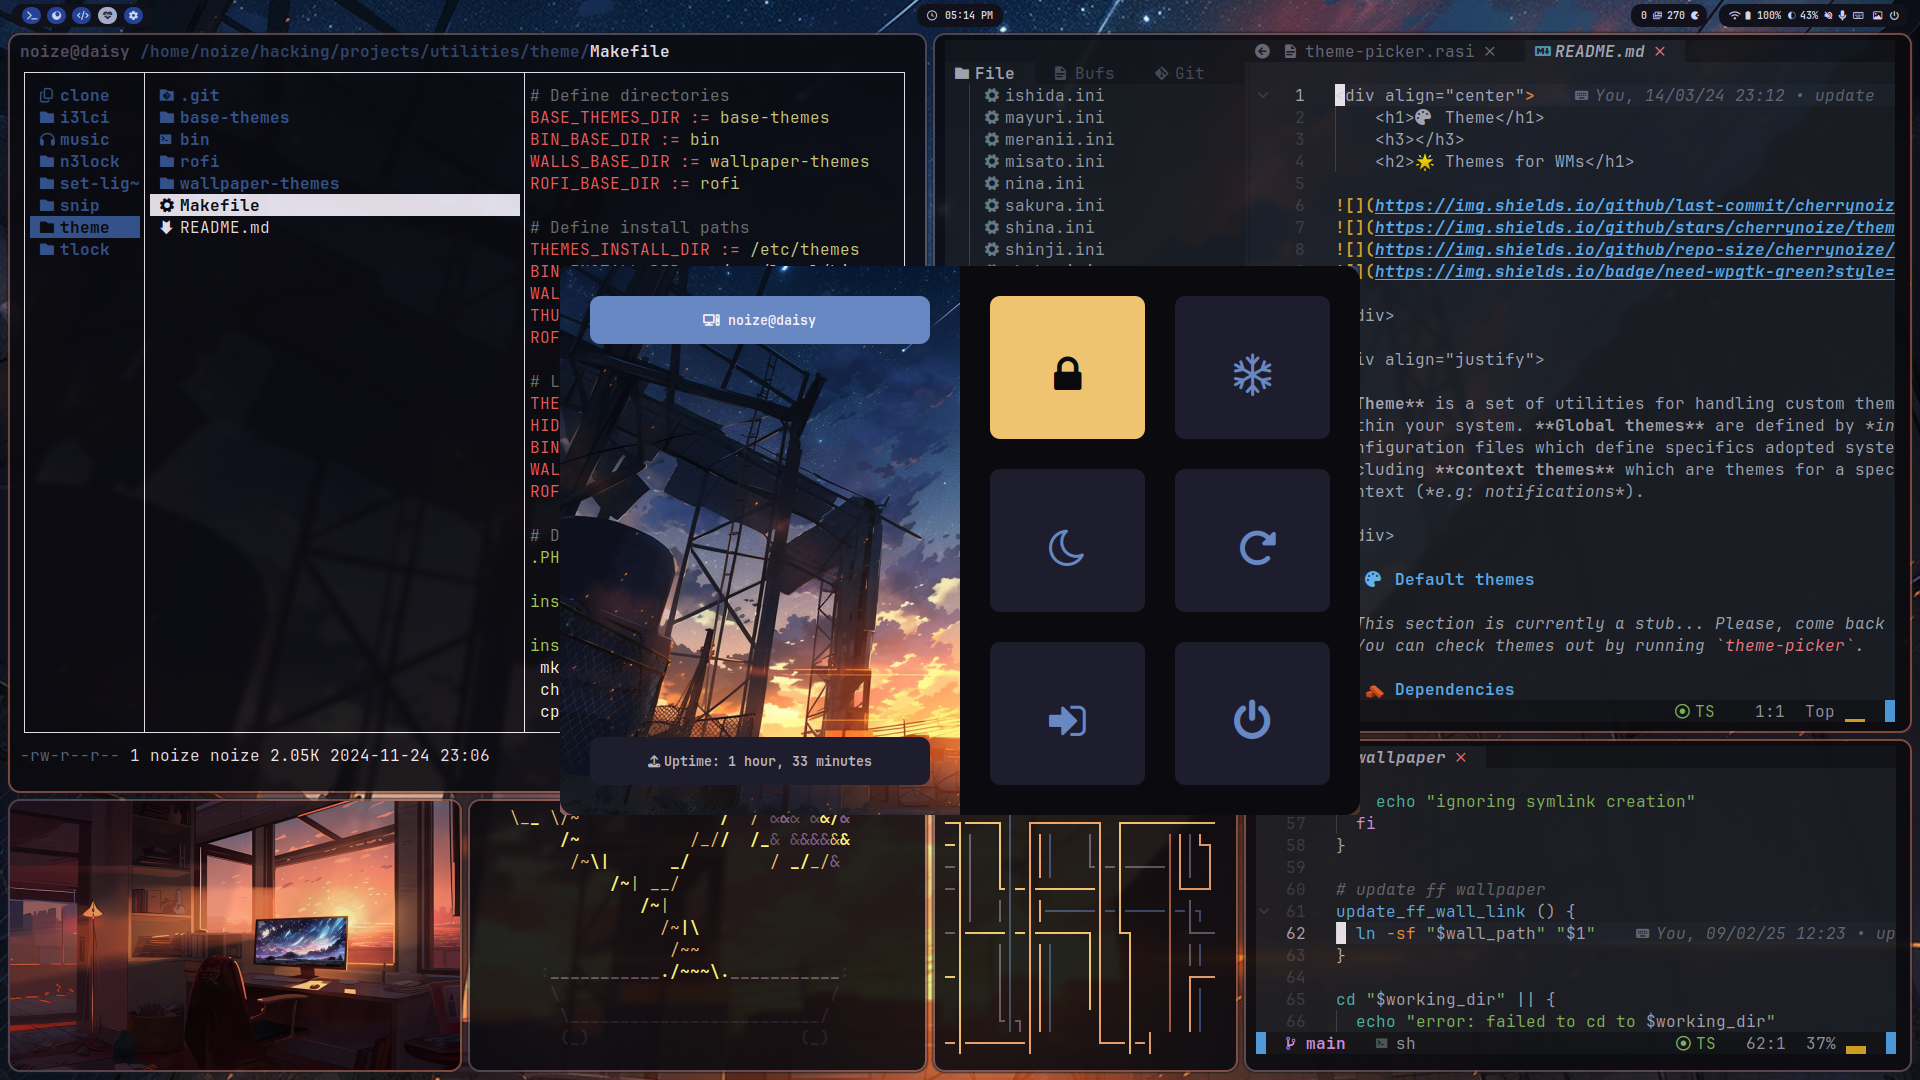 05:14 PM
0 270
100% 43%
noize@daisy /home/noize/hacking/projects/utilities/theme/Makefile
clone
i3lci
music
n3lock
set-lig~
snip
theme
tlock
.git
base-themes
bin
rofi
wallpaper-themes
Makefile
README.md
# Define directories
BASE_THEMES_DIR := base-themes
BIN_BASE_DIR := bin
WALLS_BASE_DIR := wallpaper-themes
ROFI_BASE_DIR := rofi
# Define install paths
THEMES_INSTALL_DIR := /etc/themes
BIN
WAL
THU
ROF
# L
THE
HID
BIN
WAL
ROF
# D
.PH
ins
ins
mk
ch
cp
-rw-r--r-- 1 noize noize 2.05K 2024-11-24 23:06
noize@daisy
Uptime: 1 hour, 33 minutes
theme-picker.rasi
README.md
File Bufs Git
ishida.ini
mayuri.ini
meranii.ini
misato.ini
nina.ini
sakura.ini
shina.ini
shinji.ini
1 div align="center"> You, 14/03/24 23:12 • update
2 <h1>🎨 Theme</h1>
3 <h3></h3>
4 <h2>🌟 Themes for WMs</h1>
5
6 ![](https://img.shields.io/github/last-commit/cherrynoiz
7 ![](https://img.shields.io/github/stars/cherrynoize/them
8 ![](https://img.shields.io/github/repo-size/cherrynoize/
](https://img.shields.io/badge/need-wpgtk-green?style=
div>
iv align="justify">
Theme** is a set of utilities for handling custom them
thin your system. **Global themes** are defined by *in
nfiguration files which define specifics adopted syste
cluding **context themes** which are themes for a spec
ntext (*e.g: notifications*).
div>
🎨 Default themes
This section is currently a stub... Please, come back
You can check themes out by running `theme-picker`.
🧱 Dependencies
TS 1:1 Top
wallpaper
echo "ignoring symlink creation"
57 fi
58 }
59
60 # update ff wallpaper
61 update_ff_wall_link () {
62 ln -sf "$wall_path" "$1" You, 09/02/25 12:23 • up
63 }
64
65 cd "$working_dir" || {
66 echo "error: failed to cd to $working_dir"
main sh TS 62:1 37%